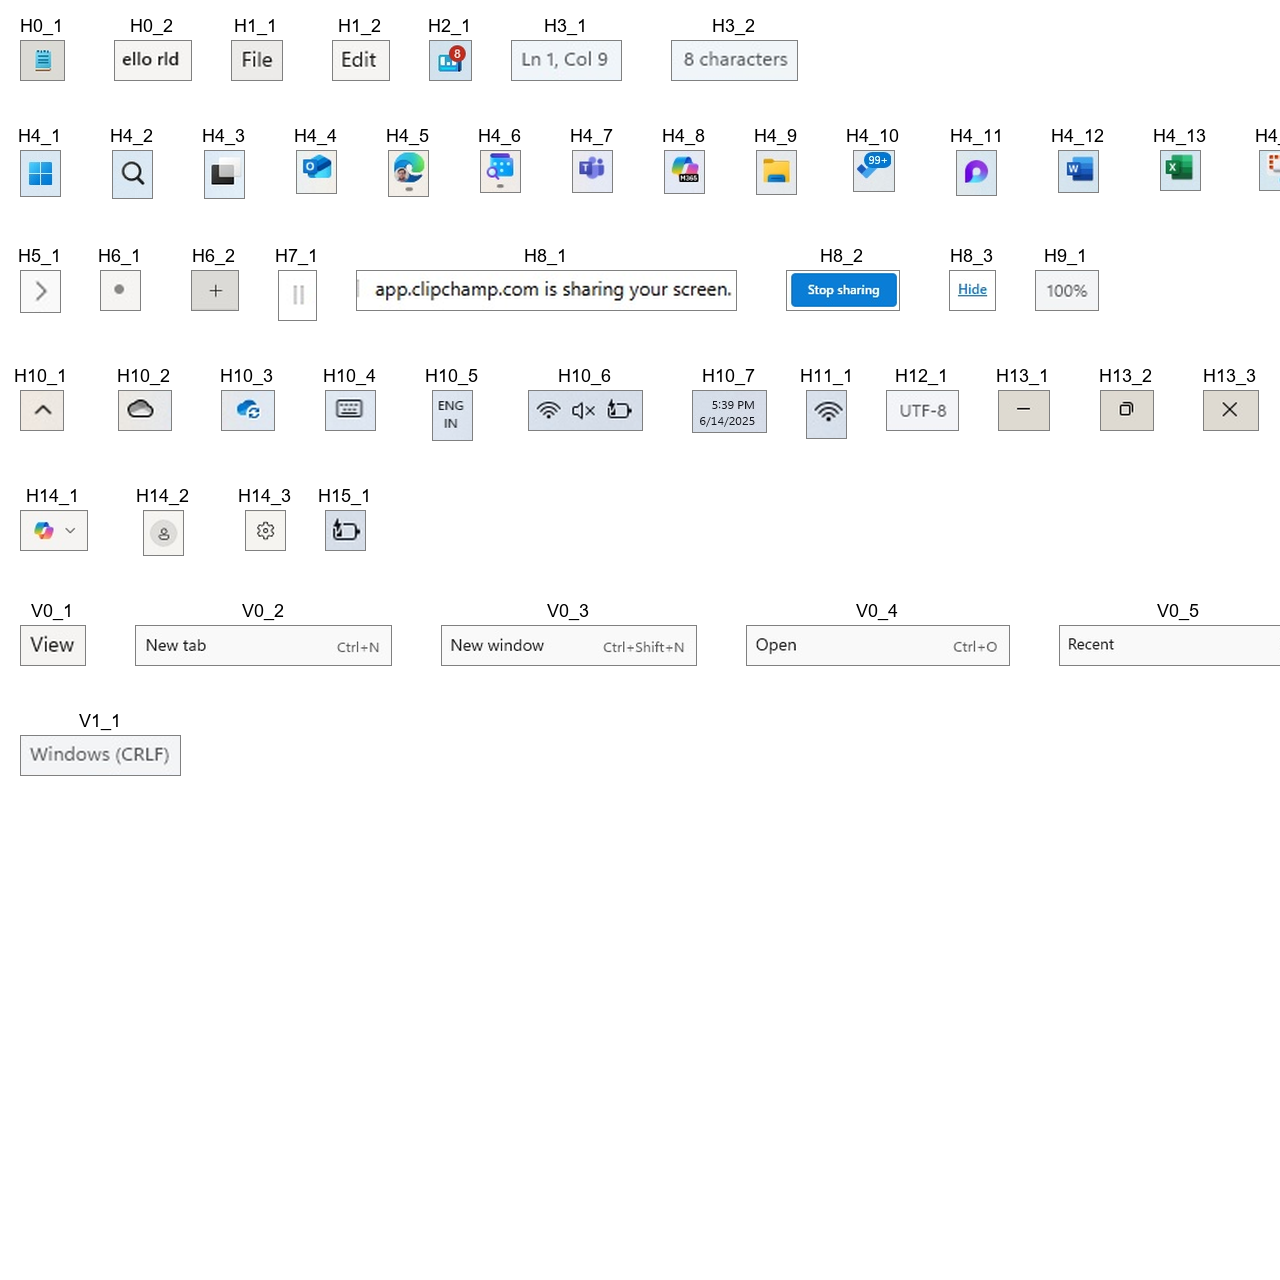 H0_1 H0_2 H1_1 H1_2 H2_1 H3_1 H3_2
ello rld File Edit 8 Ln 1, Col 9 8 characters
H4_1 H4_2 H4_3 H4_4 H4_5 H4_6 H4_7 H4_8 H4_9 H4_10 H4_11 H4_12 H4_13 H4_
M365 99+ W X
H5_1 H6_1 H6_2 H7_1 H8_1 H8_2 H8_3 H9_1
+ app.clipchamp.com is sharing your screen. Stop sharing Hide 100%
H10_1 H10_2 H10_3 H10_4 H10_5 H10_6 H10_7 H11_1 H12_1 H13_1 H13_2 H13_3
ENG 5:39 PM UTF-8
IN 6/14/2025
H14_1 H14_2 H14_3 H15_1
V0_1 V0_2 V0_3 V0_4 V0_5
View New tab Ctrl+N New window Ctrl+Shift+N Open Ctrl+O Recent
V1_1
Windows (CRLF)